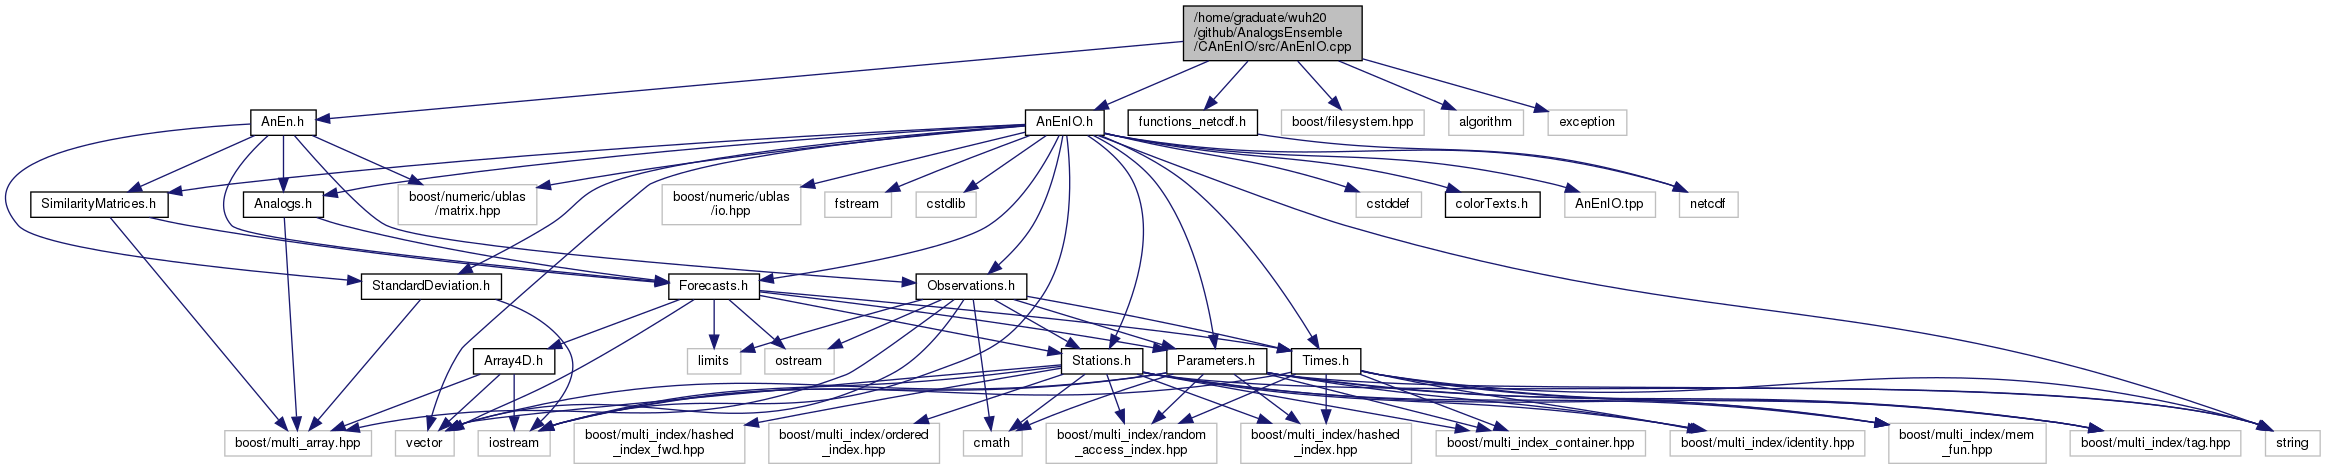 /home/graduate/wuh20
/github/AnalogsEnsemble
/CAnEnIO/src/AnEnIO.cpp
AnEn.h
AnEnIO.h
functions_netcdf.h
boost/filesystem.hpp
algorithm
exception
SimilarityMatrices.h
Analogs.h
boost/numeric/ublas
/matrix.hpp
boost/numeric/ublas
/io.hpp
fstream
cstdlib
cstddef
colorTexts.h
AnEnIO.tpp
netcdf
StandardDeviation.h
Forecasts.h
Observations.h
Array4D.h
limits
ostream
Stations.h
Parameters.h
Times.h
boost/multi_array.hpp
vector
iostream
boost/multi_index/hashed
_index_fwd.hpp
boost/multi_index/ordered
_index.hpp
cmath
boost/multi_index/random
_access_index.hpp
boost/multi_index/hashed
_index.hpp
boost/multi_index_container.hpp
boost/multi_index/identity.hpp
boost/multi_index/mem
_fun.hpp
boost/multi_index/tag.hpp
string